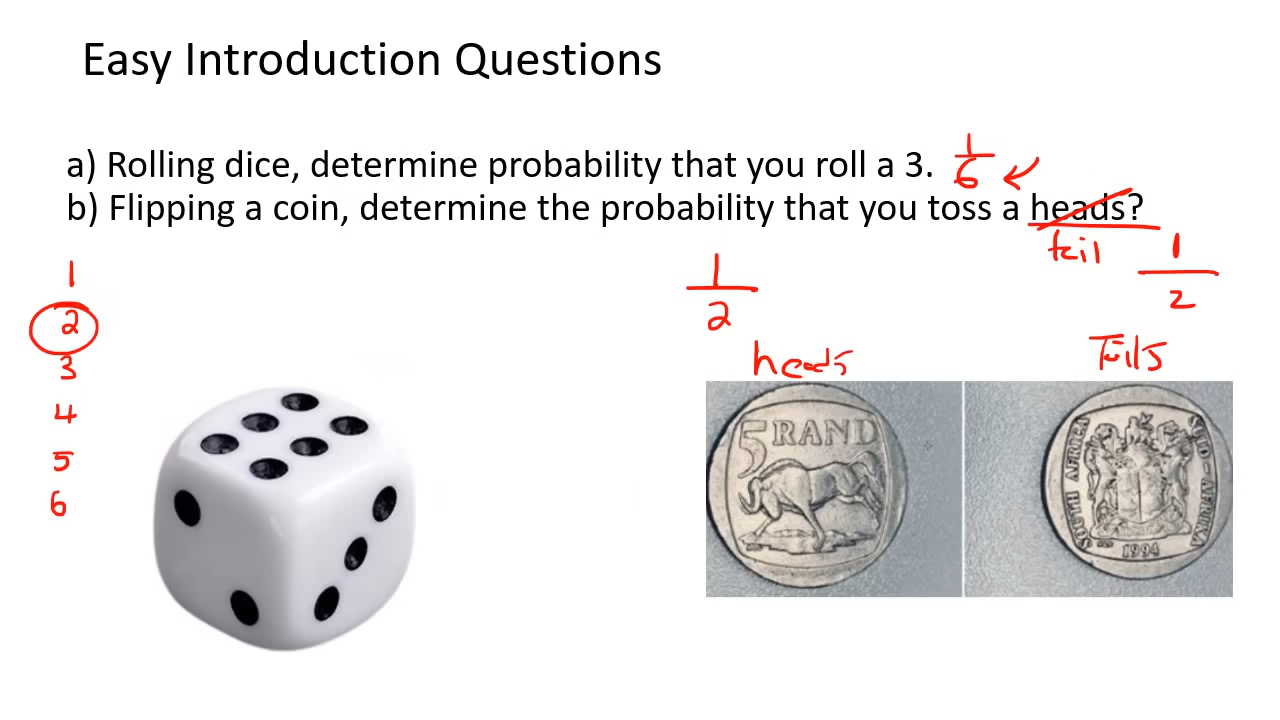 Easy Introduction Questions
a) Rolling dice, determine probability that you roll a 3. 1/6
b) Flipping a coin, determine the probability that you toss a heads?
tail
1/2
1/2
1
2
3
4
5
6
heads
Tails
5 RAND
SOUTH AFRICA
SUID-AFRIKA
1994